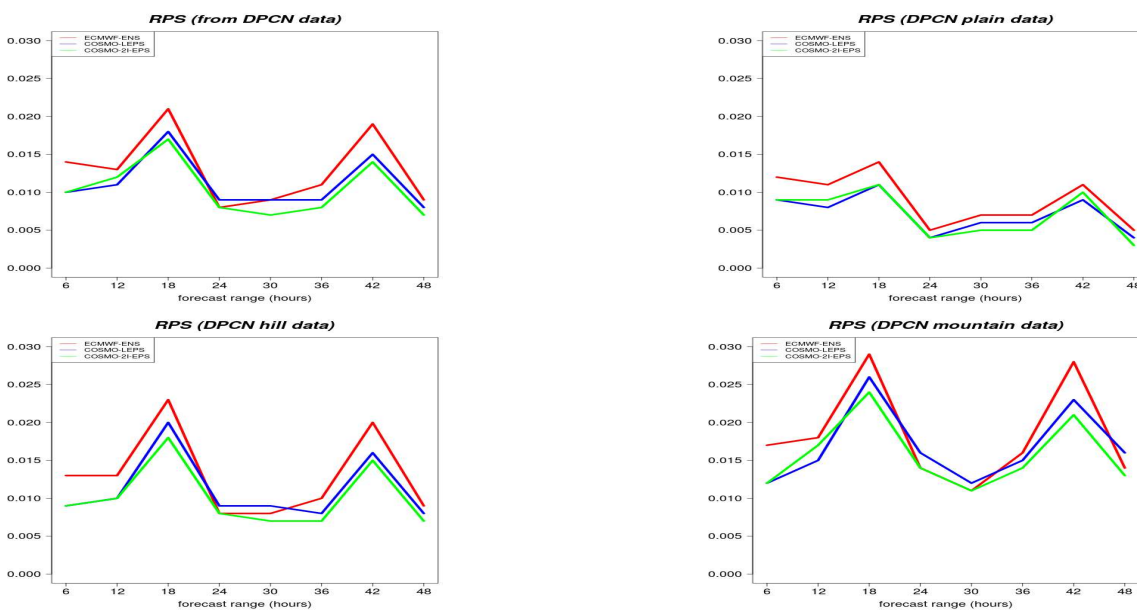 RPS (from DPCN data)
ECMWF-ENS
COSMO-LEPS
COSMO-2I-EPS
0.030
0.025
0.020
0.015
0.010
0.005
0.000
6 12 18 24 30 36 42 48
forecast range (hours)
RPS (DPCN plain data)
ECMWF-ENS
COSMO-LEPS
COSMO-2I-EPS
0.030
0.025
0.020
0.015
0.010
0.005
0.000
6 12 18 24 30 36 42 48
forecast range (hours)
RPS (DPCN hill data)
ECMWF-ENS
COSMO-LEPS
COSMO-2I-EPS
0.030
0.025
0.020
0.015
0.010
0.005
0.000
6 12 18 24 30 36 42 48
forecast range (hours)
RPS (DPCN mountain data)
ECMWF-ENS
COSMO-LEPS
COSMO-2I-EPS
0.030
0.025
0.020
0.015
0.010
0.005
0.000
6 12 18 24 30 36 42 48
forecast range (hours)